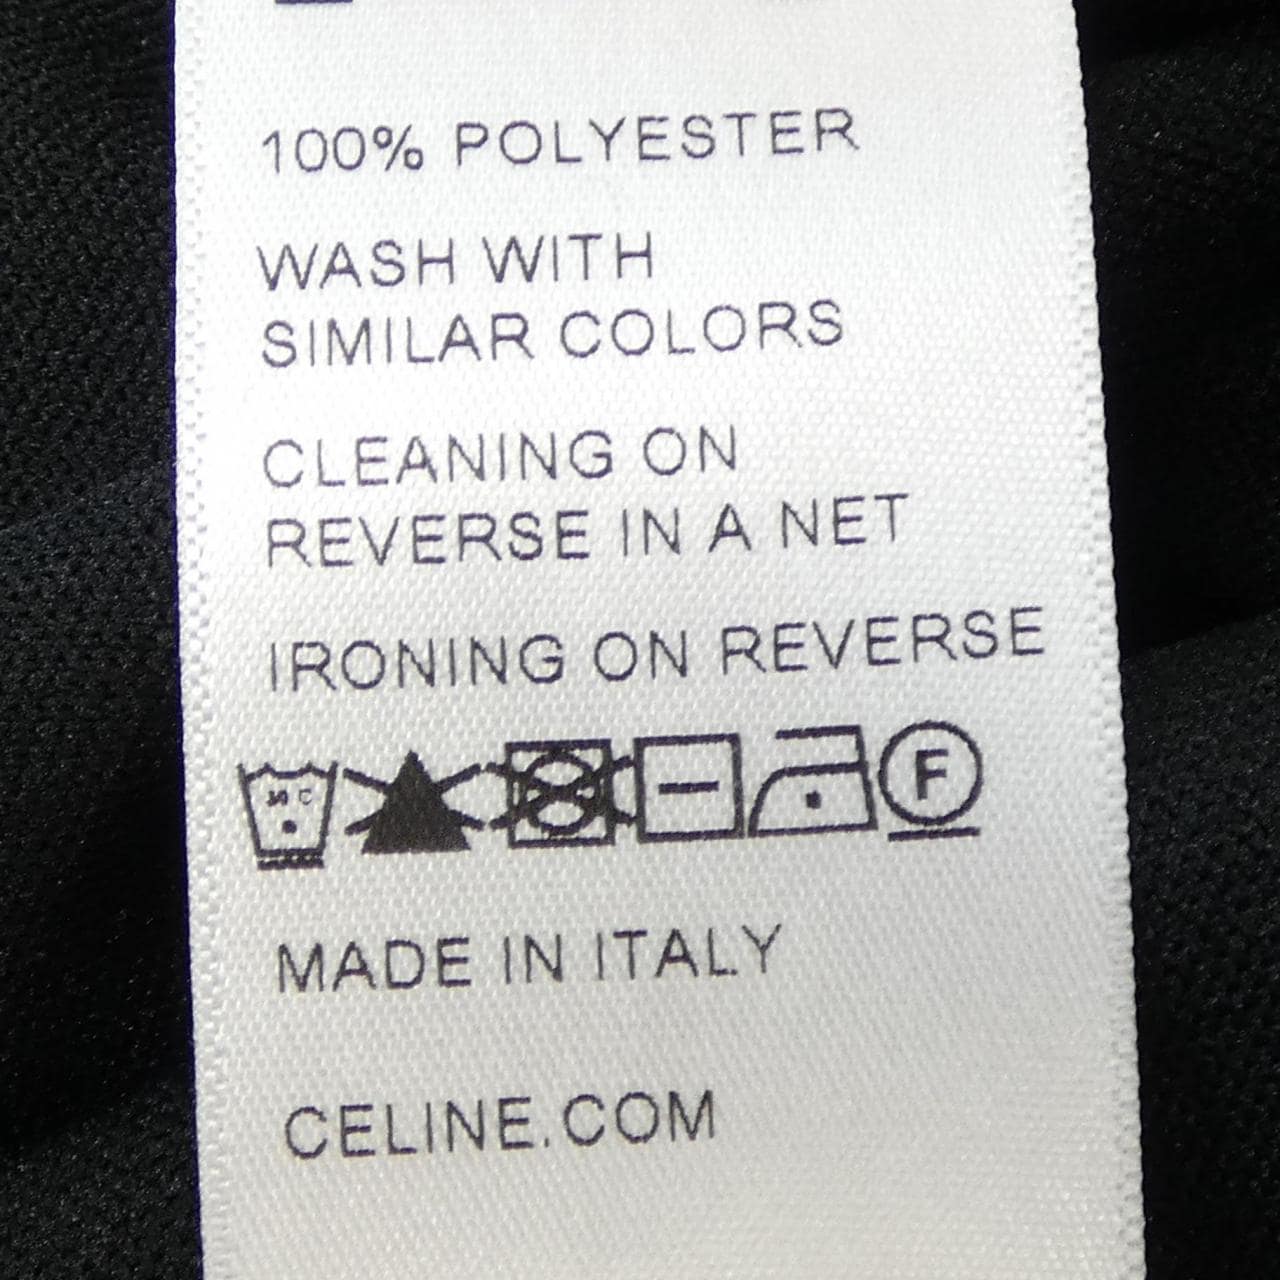 100% POLYESTER
WASH WITH
SIMILAR COLORS
CLEANING ON
REVERSE IN A NET
IRONING ON REVERSE
F
MADE IN ITALY
CELINE.COM